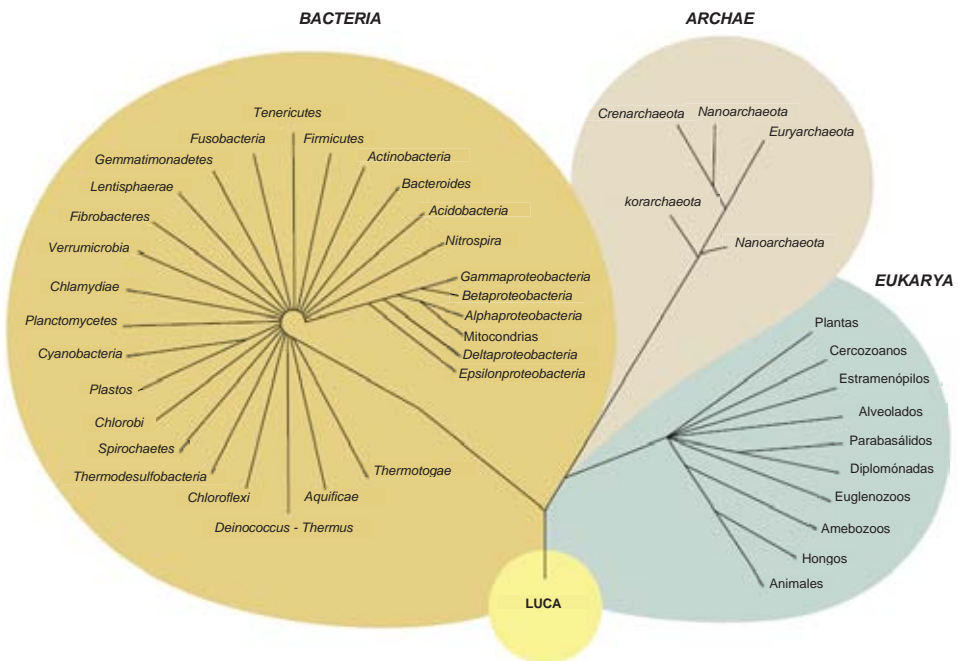 BACTERIA
Tenericutes
Fusobacteria
Firmicutes
Gemmatimonadetes
Actinobacteria
Lentisphaerae
Bacteroides
Fibrobacteres
Acidobacteria
Verrumicrobia
Nitrospira
Chlamydiae
Gammaproteobacteria
Betaproteobacteria
Planctomycetes
Alphaproteobacteria
Mitocondrias
Cyanobacteria
Deltaproteobacteria
Epsilonproteobacteria
Plastos
Chlorobi
Spirochaetes
Thermodesulfobacteria
Thermotogae
Chloroflexi
Aquificae
Deinococcus - Thermus
ARCHAE
Crenarchaeota
Nanoarchaeota
Euryarchaeota
korarchaeota
Nanoarchaeota
EUKARYA
Plantas
Cercozoanos
Estramenópilos
Alveolados
Parabasálidos
Diplomónadas
Euglenozoos
Amebozoos
Hongos
Animales
LUCA